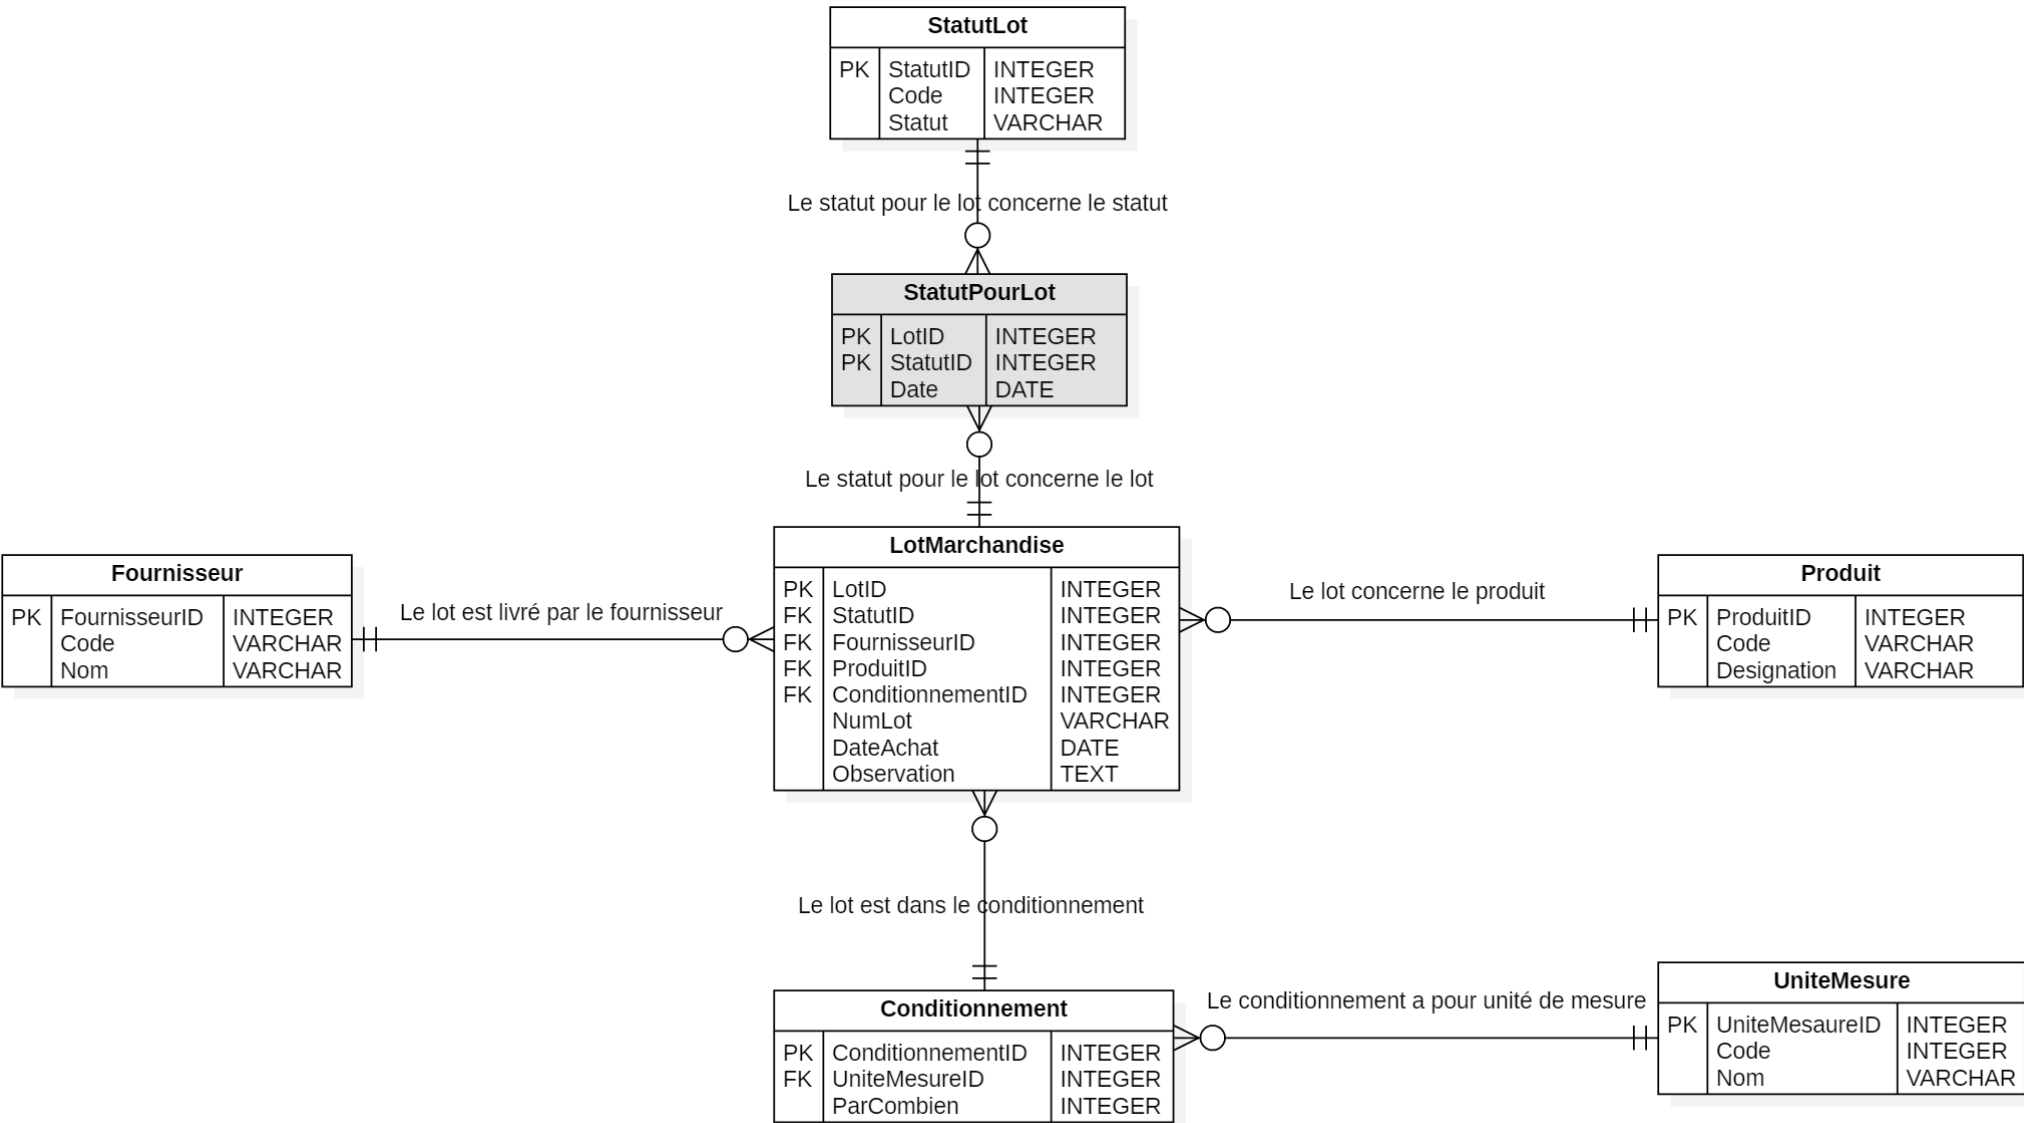 StatutLot
PK StatutID INTEGER
Code INTEGER
Statut VARCHAR
Le statut pour le lot concerne le statut
StatutPourLot
PK LotID INTEGER
PK StatutID INTEGER
Date DATE
Le statut pour le lot concerne le lot
Fournisseur
PK FournisseurID INTEGER
Code VARCHAR
Nom VARCHAR
Le lot est livré par le fournisseur
LotMarchandise
PK LotID INTEGER
FK StatutID INTEGER
FK FournisseurID INTEGER
FK ProduitID INTEGER
FK ConditionnementID INTEGER
NumLot VARCHAR
DateAchat DATE
Observation TEXT
Le lot concerne le produit
Produit
PK ProduitID INTEGER
Code VARCHAR
Designation VARCHAR
Le lot est dans le conditionnement
Conditionnement
PK ConditionnementID INTEGER
FK UniteMesureID INTEGER
ParCombien INTEGER
Le conditionnement a pour unité de mesure
UniteMesure
PK UniteMesaureID INTEGER
Code INTEGER
Nom VARCHAR